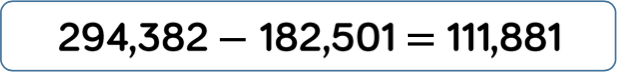 294,382 – 182,501 = 111,881